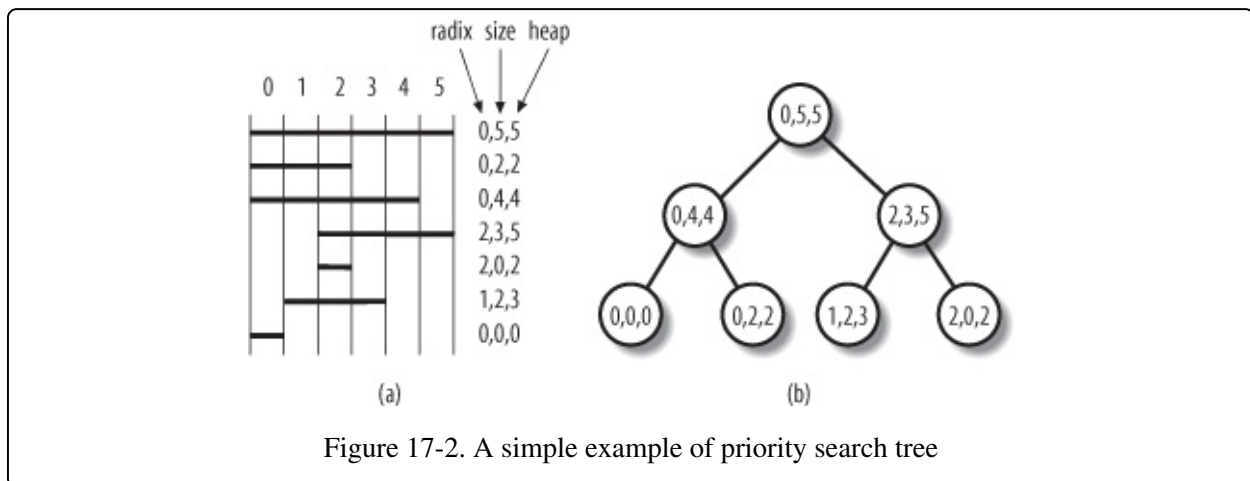 radix size heap
0 1 2 3 4 5
0,5,5
0,2,2
0,4,4
2,3,5
2,0,2
1,2,3
0,0,0
(a)
0,5,5
0,4,4 2,3,5
0,0,0 0,2,2 1,2,3 2,0,2
(b)
Figure 17-2. A simple example of priority search tree